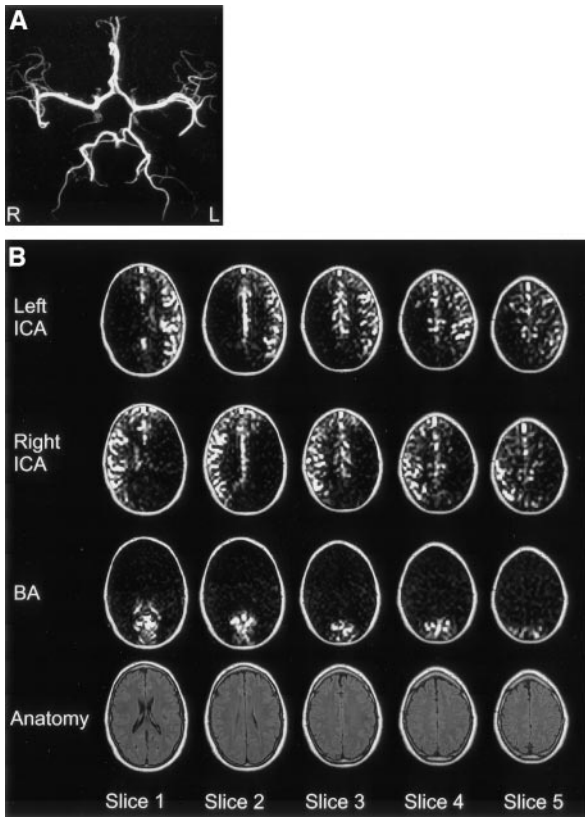 A
R L
B
Left
ICA
Right
ICA
BA
Anatomy
Slice 1 Slice 2 Slice 3 Slice 4 Slice 5